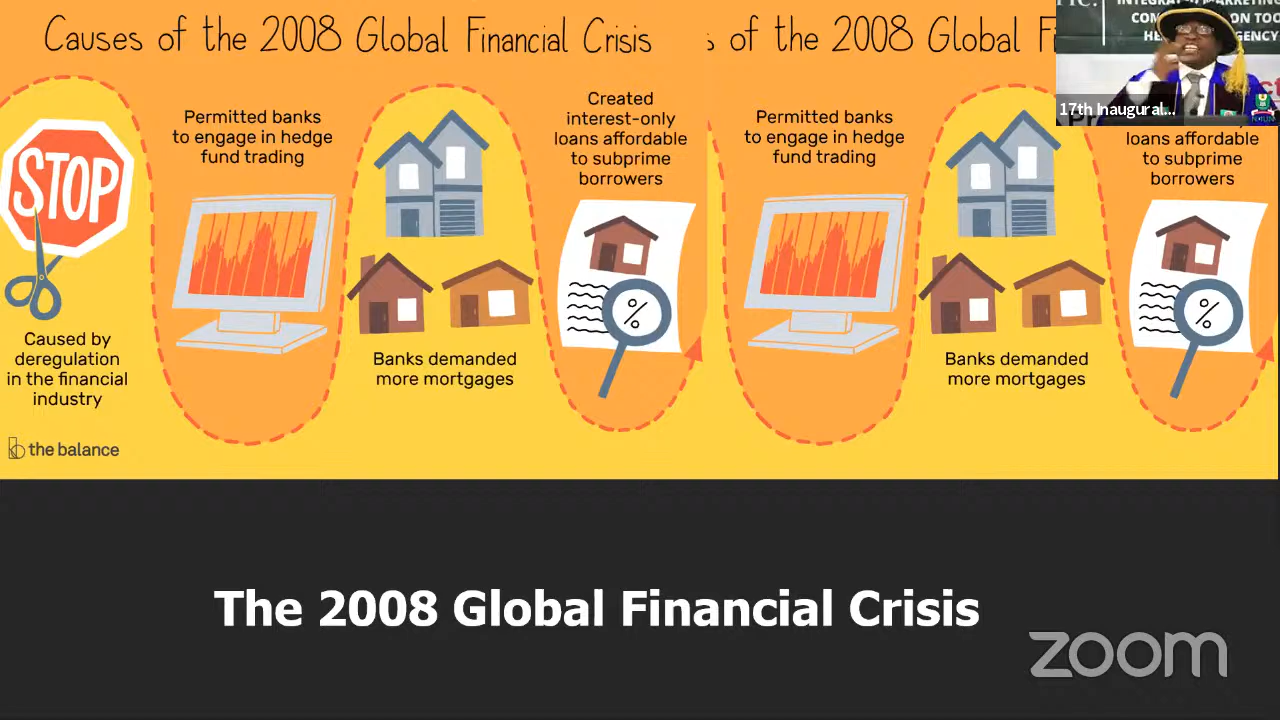 Causes of the 2008 Global Financial Crisis
STOP
Caused by
deregulation
in the financial
industry
the balance
Permitted banks
to engage in hedge
fund trading
Banks demanded
more mortgages
Created
interest-only
loans affordable
to subprime
borrowers
%
s of the 2008 Global Fi
Permitted banks
to engage in hedge
fund trading
Banks demanded
more mortgages
loans affordable
to subprime
borrowers
%
INTEGRATED MARKETING
17th Inaugural...
The 2008 Global Financial Crisis
zoom